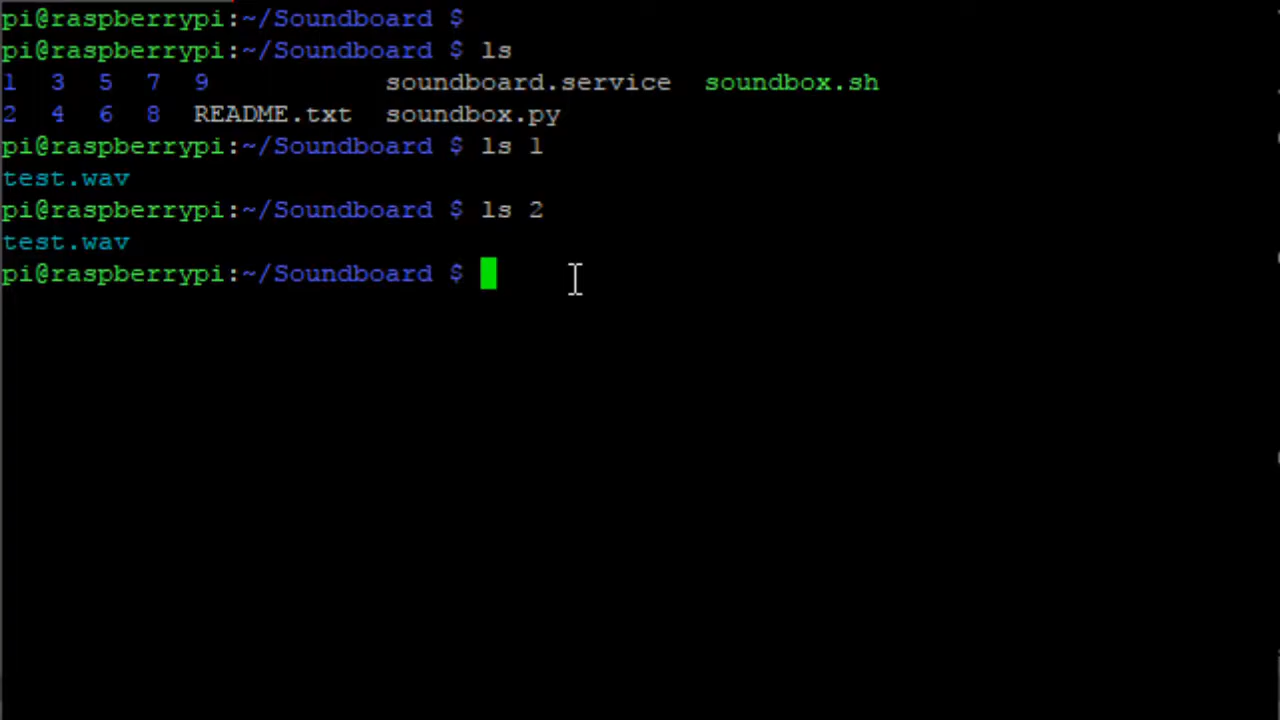 pi@raspberrypi:~/Soundboard $
pi@raspberrypi:~/Soundboard $ ls
1 3 5 7 9 soundboard.service soundbox.sh
2 4 6 8 README.txt soundbox.py
pi@raspberrypi:~/Soundboard $ ls 1
test.wav
pi@raspberrypi:~/Soundboard $ ls 2
test.wav
pi@raspberrypi:~/Soundboard $